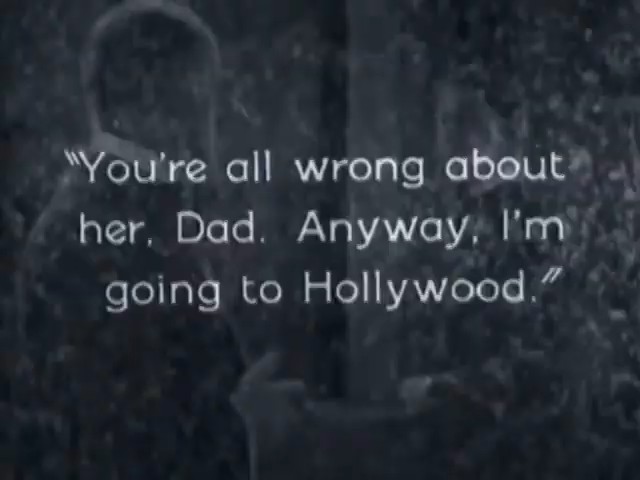 "You're all wrong about
her, Dad. Anyway, I'm
going to Hollywood."